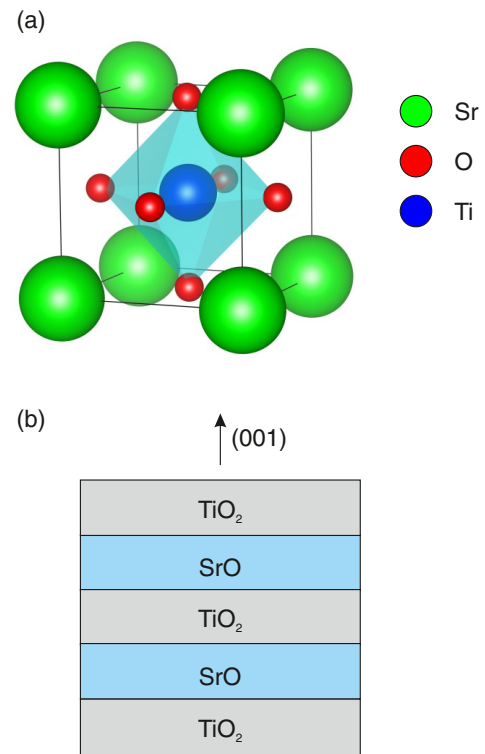 (a)
Sr
O
Ti
(b)
(001)
TiO₂
SrO
TiO₂
SrO
TiO₂